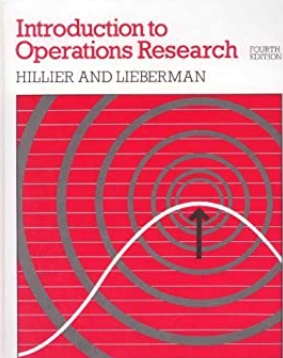 Introduction to
Operations Research FOURTH
EDITION
HILLIER AND LIEBERMAN